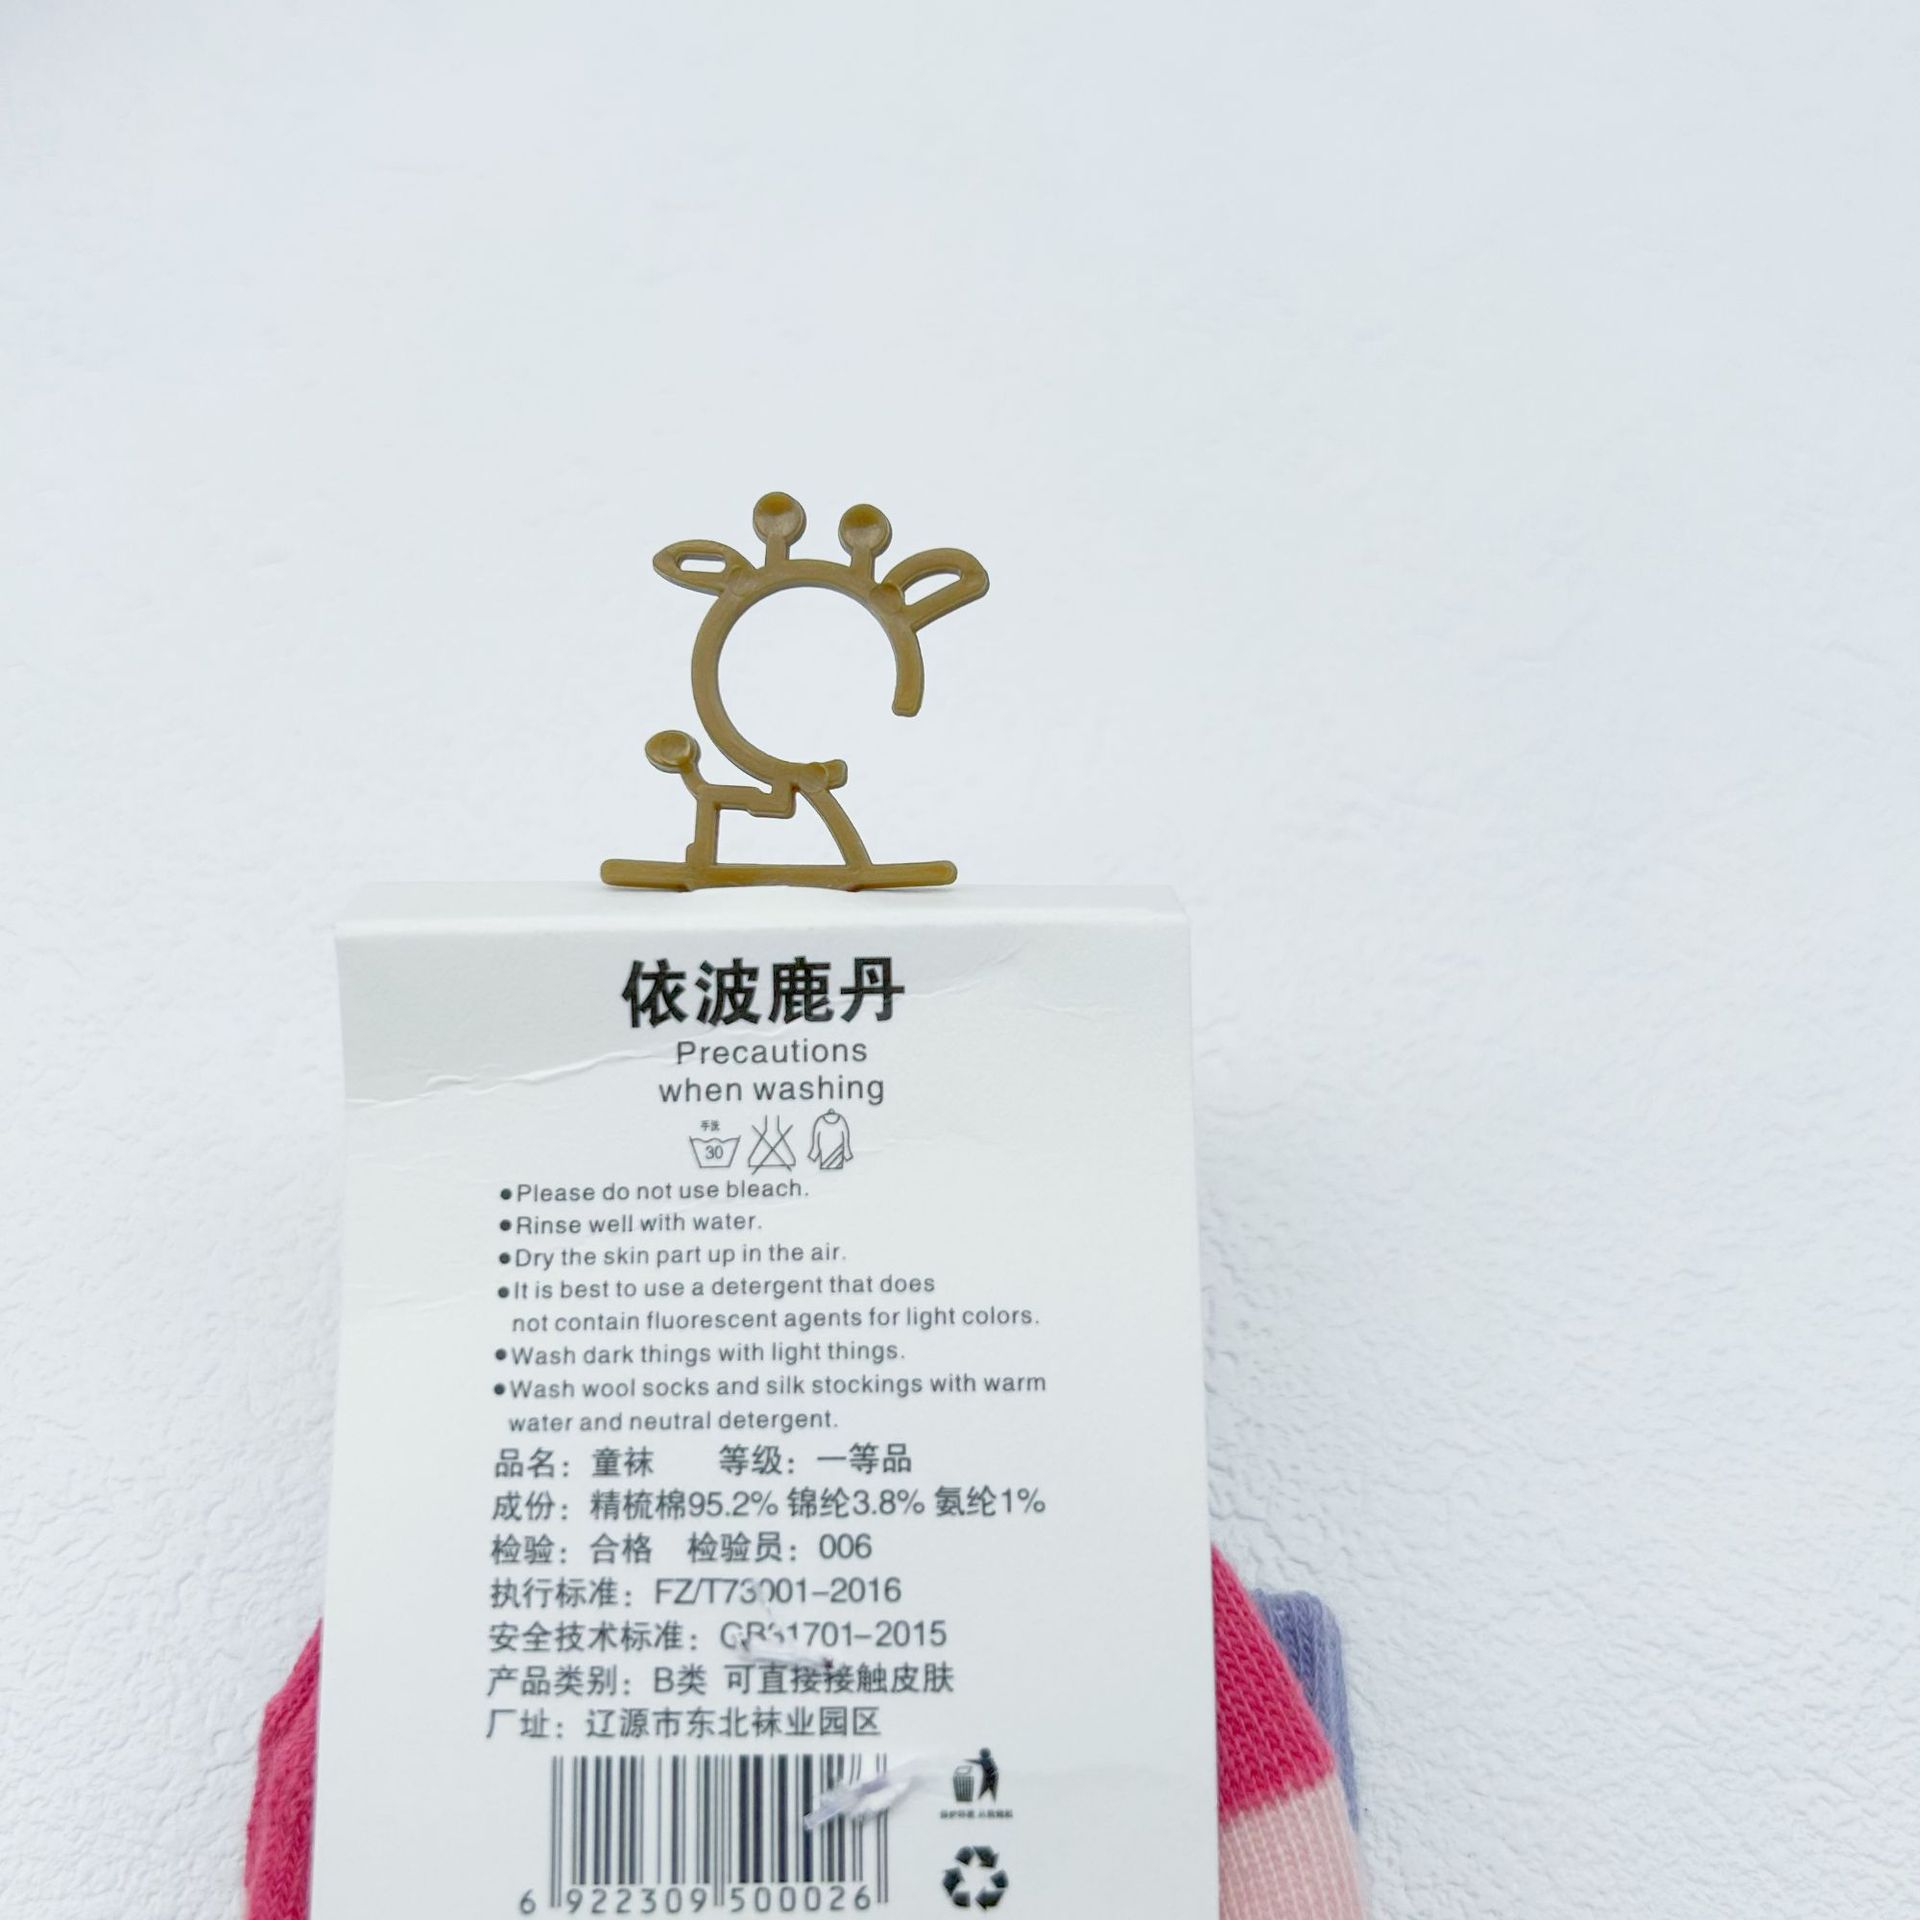 依波鹿丹
Precautions
when washing
手洗
30
●Please do not use bleach.
●Rinse well with water.
●Dry the skin part up in the air.
●It is best to use a detergent that does
not contain fluorescent agents for light colors.
●Wash dark things with light things.
●Wash wool socks and silk stockings with warm
water and neutral detergent.
品名：童袜 等级：一等品
成份：精梳棉95.2% 锦纶3.8% 氨纶1%
检验：合格 检验员：006
执行标准：FZ/T73001-2016
安全技术标准：GB31701-2015
产品类别：B类 可直接接触皮肤
厂址：辽源市东北袜业园区
6 922309 500026